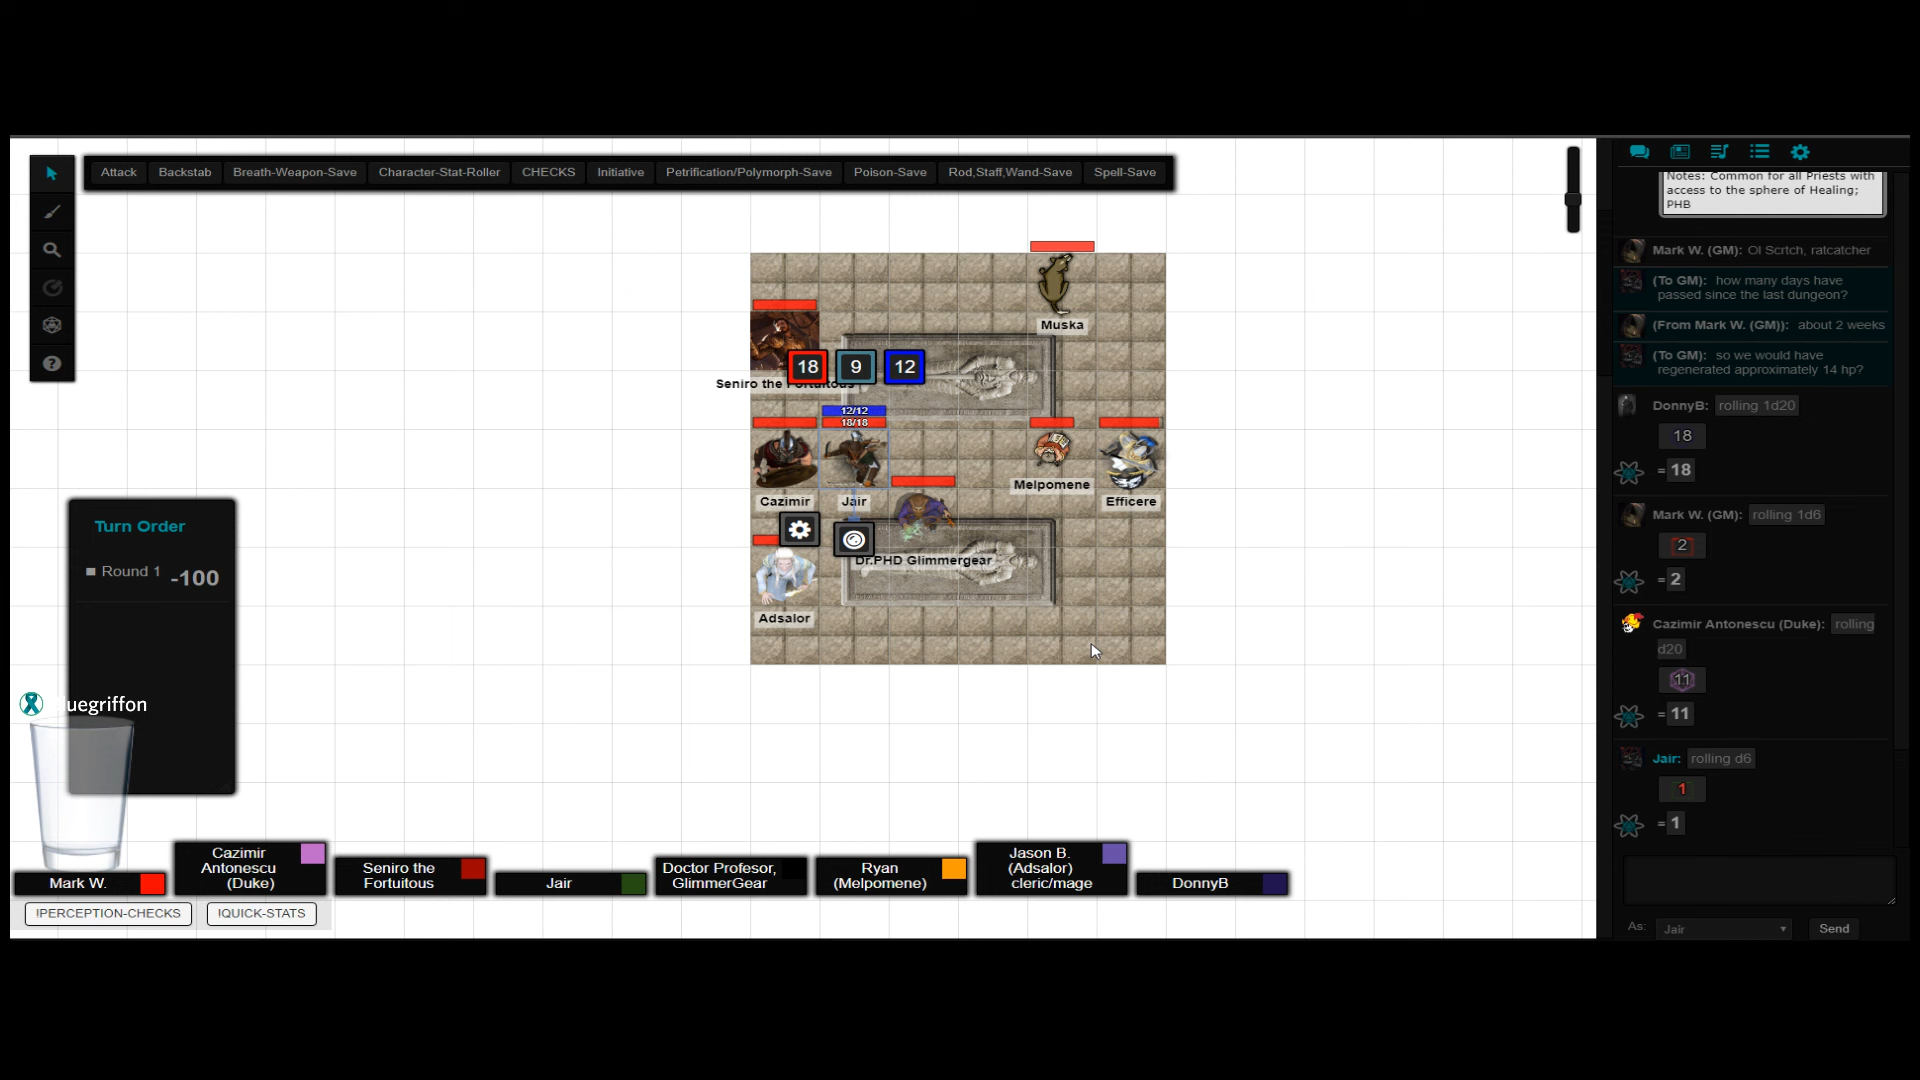 Attack Backstab Breath-Weapon-Save Character-Stat-Roller CHECKS Initiative Petrification/Polymorph-Save Poison-Save Rod,Staff,Wand-Save Spell-Save
Muska
18 9 12
Seniro the Fortuitous
12/12
18/18
Cazimir
Jair
Melpomene
Efficere
Dr.PHD Glimmergear
Adsalor
Turn Order
Round 1 -100
uegriffon
Mark W.
Cazimir
Antonescu
(Duke)
Seniro the
Fortuitous
Jair
Doctor Profesor,
GlimmerGear
Ryan
(Melpomene)
Jason B.
(Adsalor)
cleric/mage
DonnyB
!PERCEPTION-CHECKS !QUICK-STATS
Notes: Common for all Priests with
access to the sphere of Healing;
PHB
Mark W. (GM): Ol Scrtch, ratcatcher
(To GM): how many days have
passed since the last dungeon?
(From Mark W. (GM)): about 2 weeks
(To GM): so we would have
regenerated approximately 14 hp?
DonnyB: rolling 1d20
18
=18
Mark W. (GM): rolling 1d6
2
=2
Cazimir Antonescu (Duke): rolling
d20
11
=11
Jair: rolling d6
1
=1
As: Jair Send